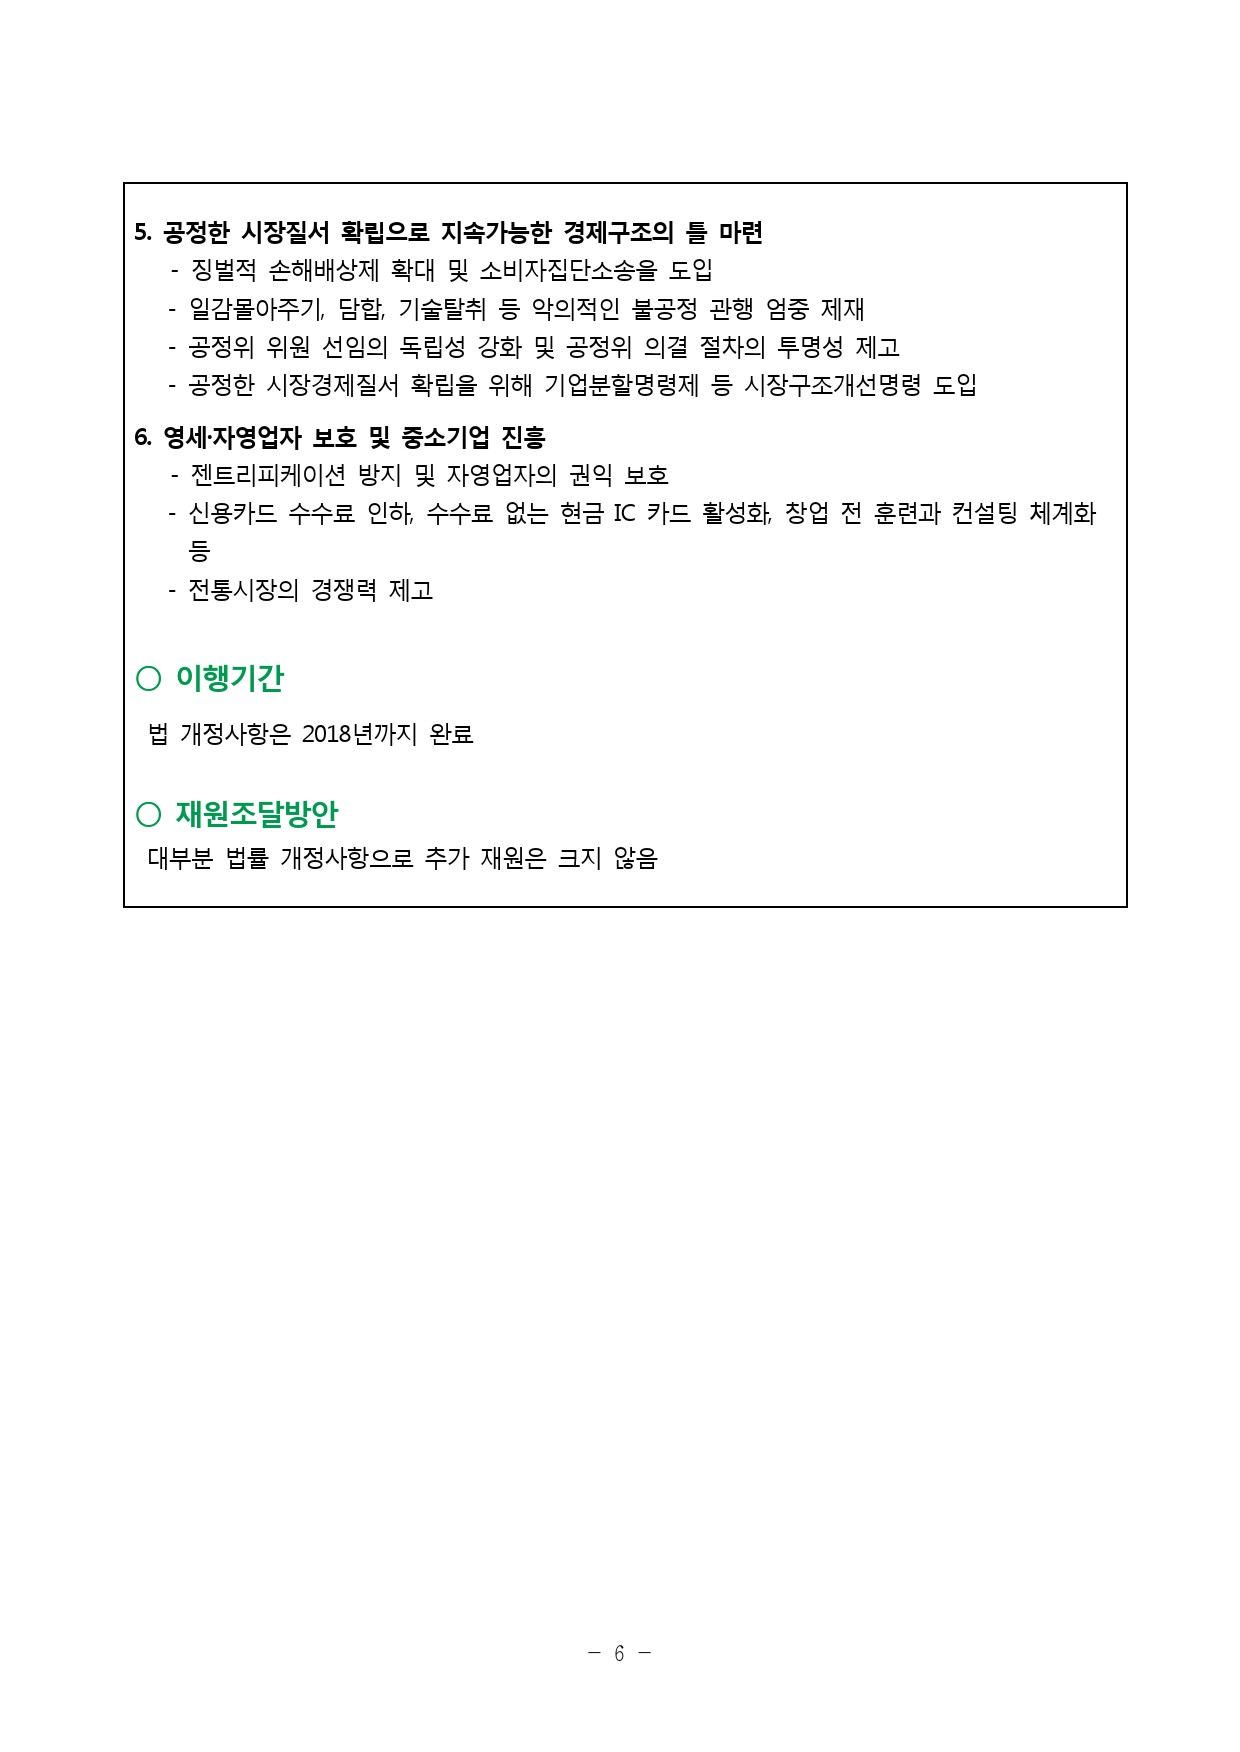 5. 공정한 시장질서 확립으로 지속가능한 경제구조의 틀 마련
- 징벌적 손해배상제 확대 및 소비자집단소송을 도입
- 일감몰아주기, 담합, 기술탈취 등 악의적인 불공정 관행 엄중 제재
- 공정위 위원 선임의 독립성 강화 및 공정위 의결 절차의 투명성 제고
- 공정한 시장경제질서 확립을 위해 기업분할명령제 등 시장구조개선명령 도입
6. 영세·자영업자 보호 및 중소기업 진흥
- 젠트리피케이션 방지 및 자영업자의 권익 보호
- 신용카드 수수료 인하, 수수료 없는 현금 IC 카드 활성화, 창업 전 훈련과 컨설팅 체계화
등
- 전통시장의 경쟁력 제고
○ 이행기간
법 개정사항은 2018년까지 완료
○ 재원조달방안
대부분 법률 개정사항으로 추가 재원은 크지 않음
- 6 -